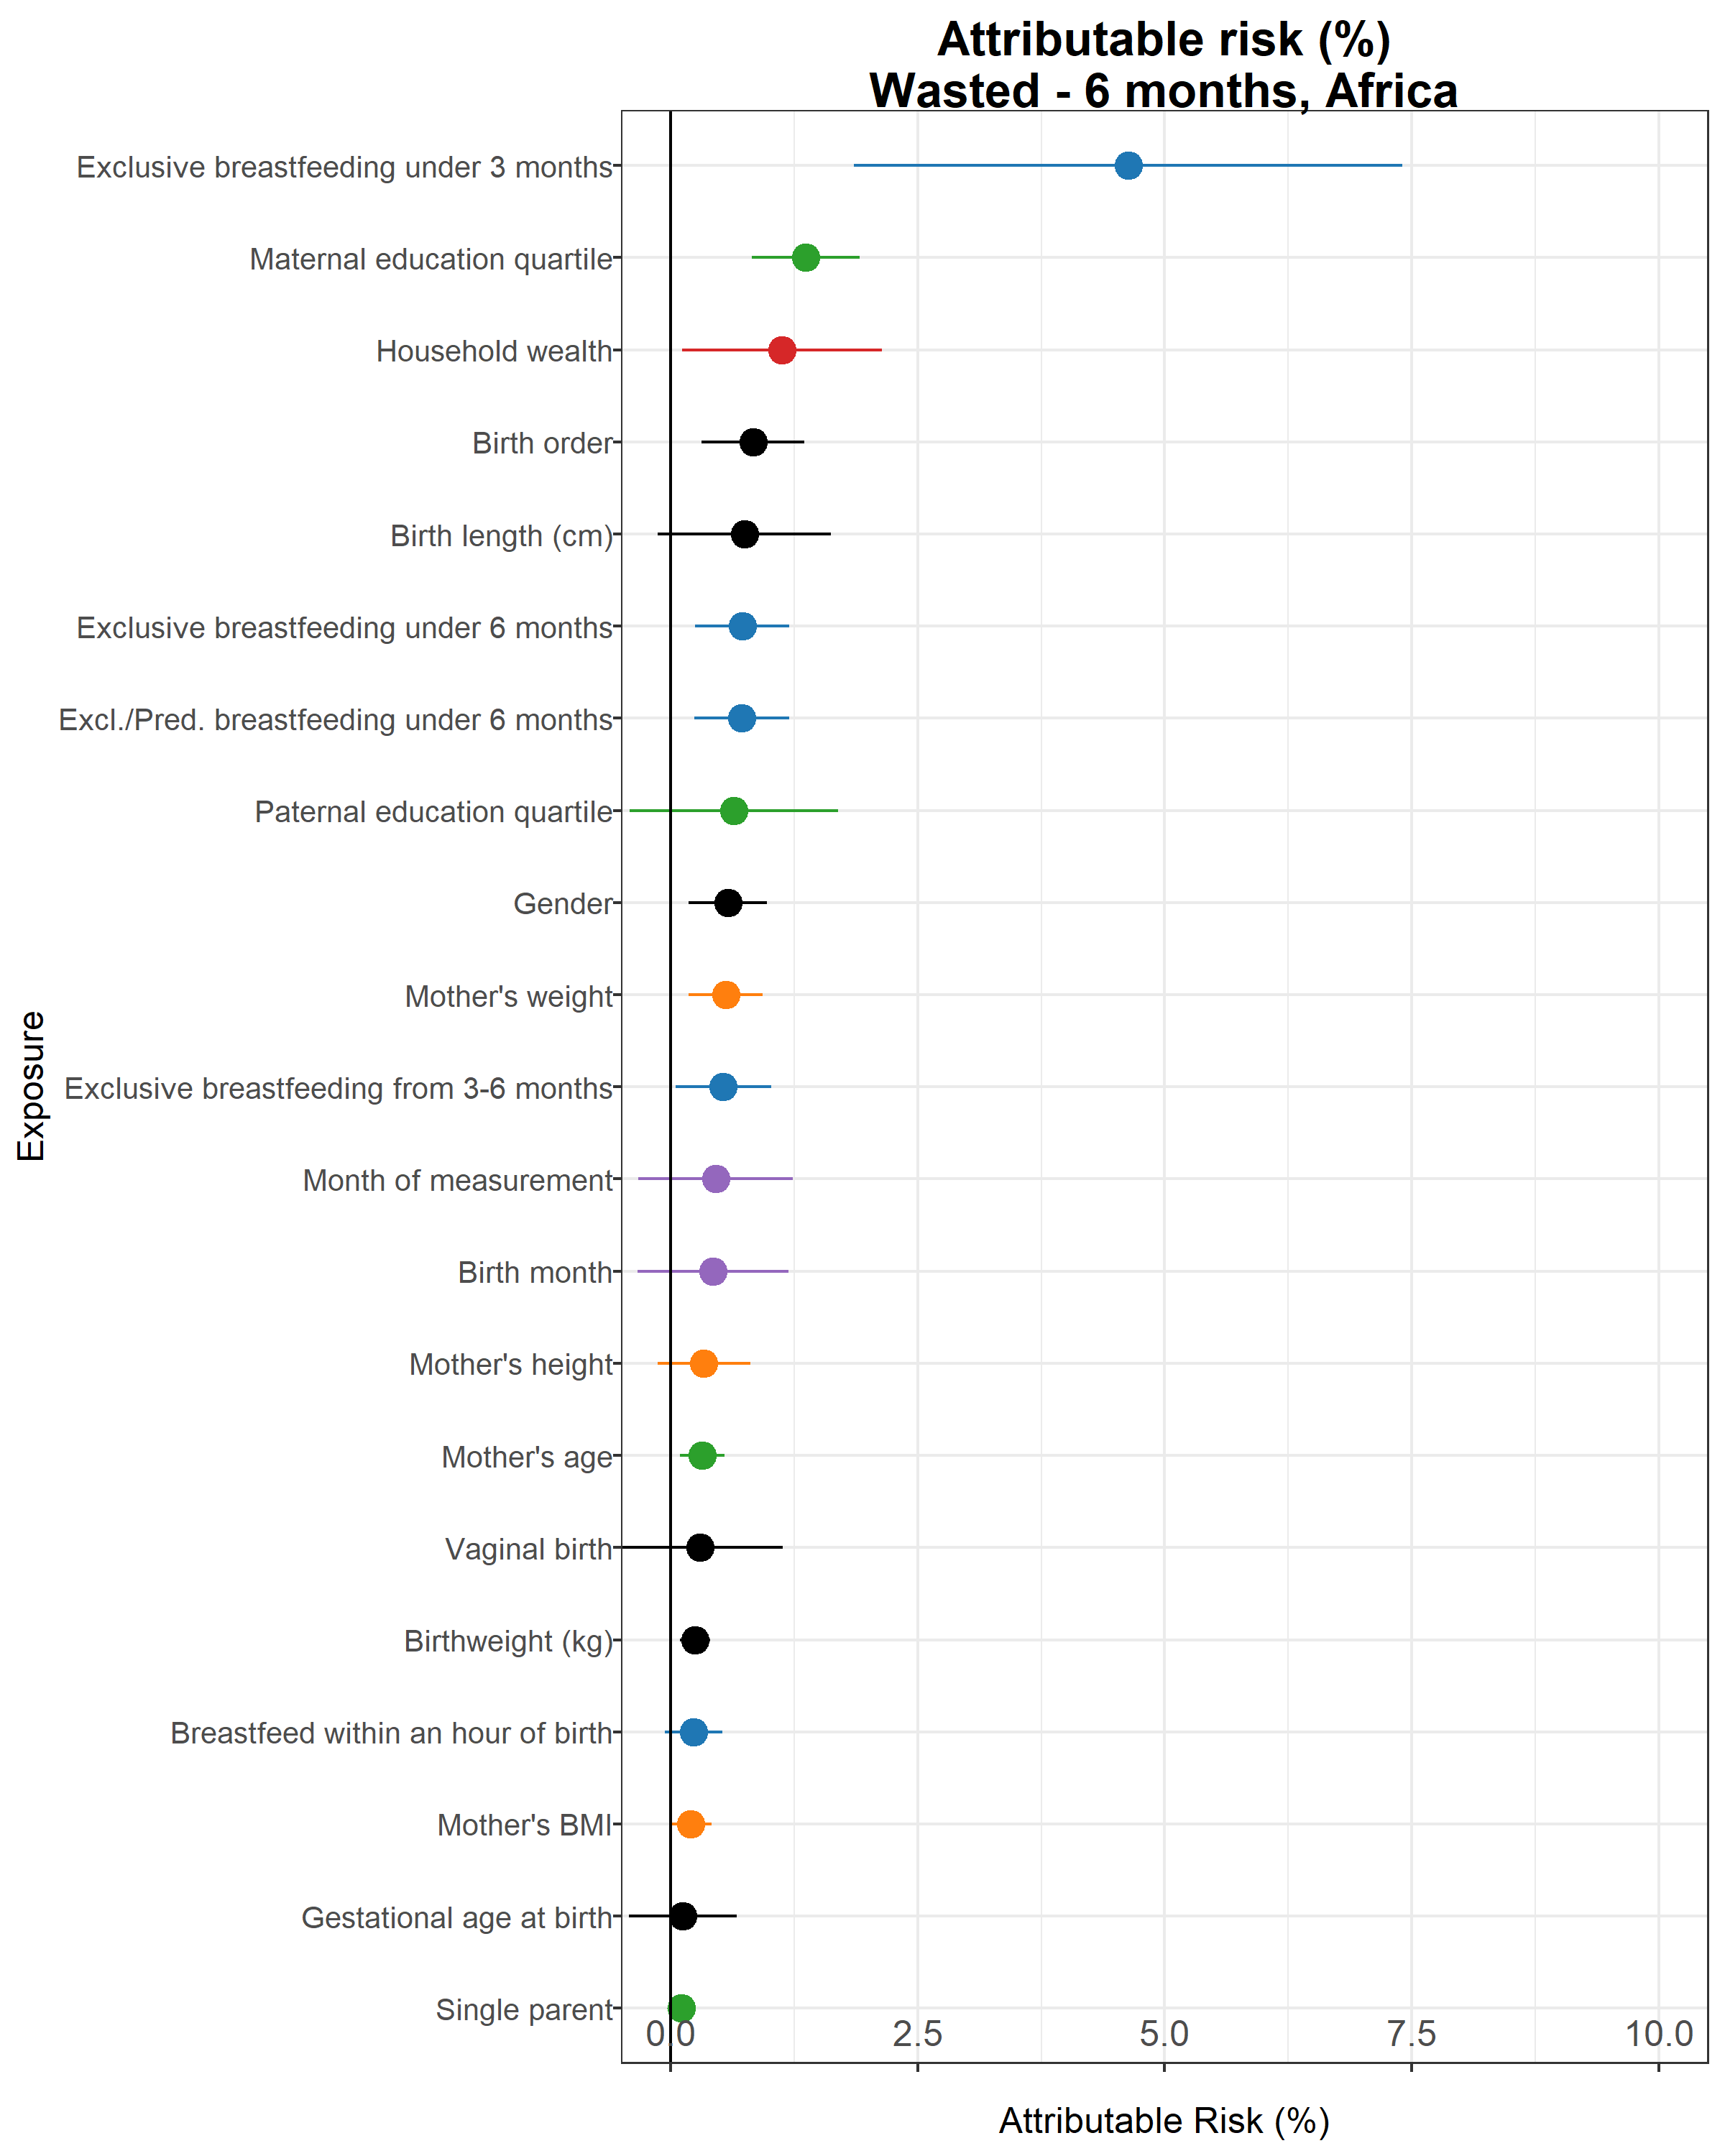 Attributable risk (%)
Wasted - 6 months, Africa
Exclusive breastfeeding under 3 months
Maternal education quartile
Household wealth
Birth order
Birth length (cm)
Exclusive breastfeeding under 6 months
Excl./Pred. breastfeeding under 6 months
Paternal education quartile
Gender
Mother's weight
Exclusive breastfeeding from 3-6 months
Month of measurement
Birth month
Mother's height
Mother's age
Vaginal birth
Birthweight (kg)
Breastfeed within an hour of birth
Mother's BMI
Gestational age at birth
Single parent
Exposure
0.0 2.5 5.0 7.5 10.0
Attributable Risk (%)